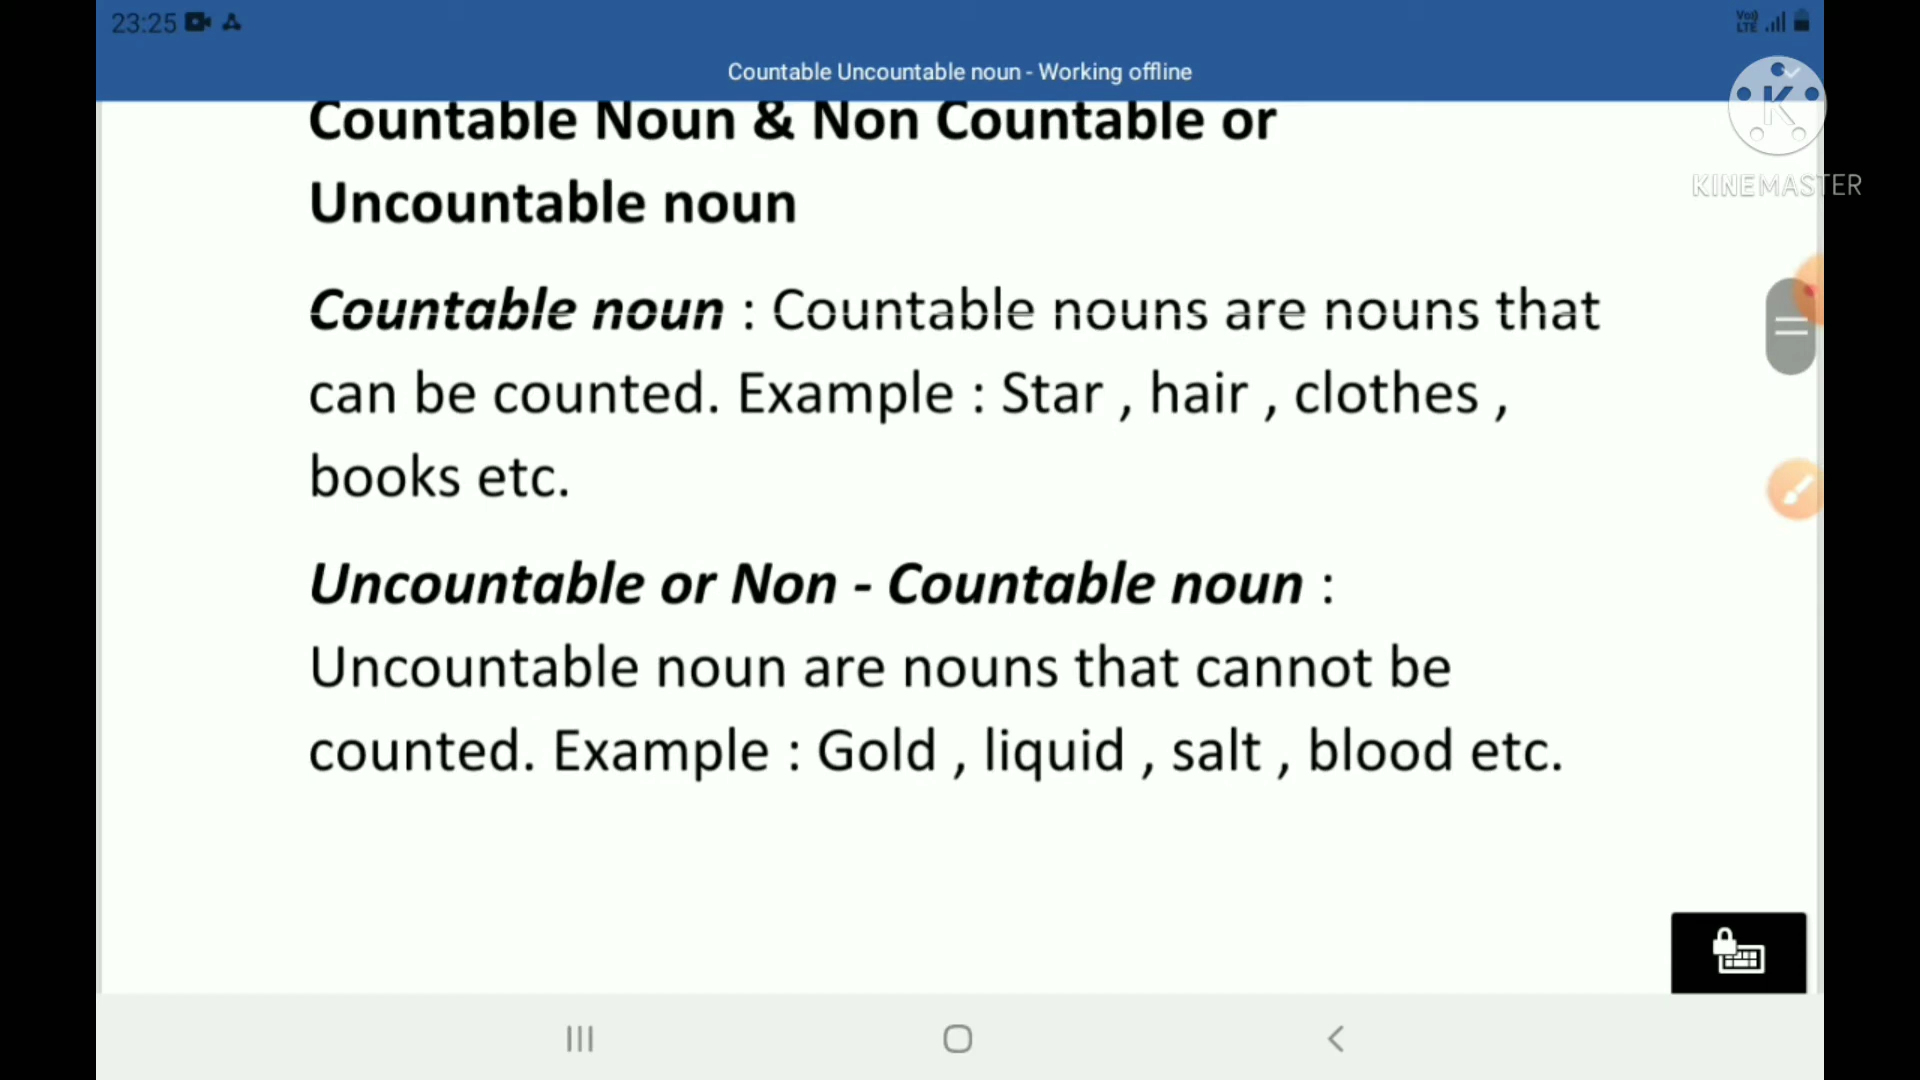 23:25
Vo)) LTE
Countable Uncountable noun - Working offline
K
KINEMASTER
Countable Noun & Non Countable or
Uncountable noun
Countable noun : Countable nouns are nouns that
can be counted. Example : Star , hair , clothes ,
books etc.
Uncountable or Non - Countable noun :
Uncountable noun are nouns that cannot be
counted. Example : Gold , liquid , salt , blood etc.